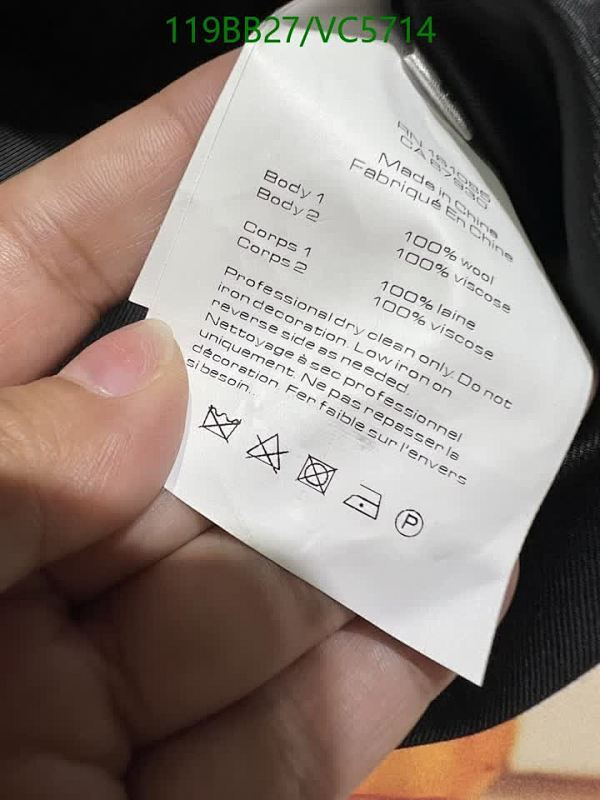 119BB27/VC5714
Made in China
Fabriqué En Chine
Body 1 100% wool
Body 2 100% viscose
Corps 1 100% laine
Corps 2 100% viscose
Professional dry clean only. Do not
iron decoration. Low iron on
reverse side as needed.
Nettoyage à sec professionnel
uniquement. Ne pas repasser la
décoration. Fer faible sur l'envers
si besoin.
P